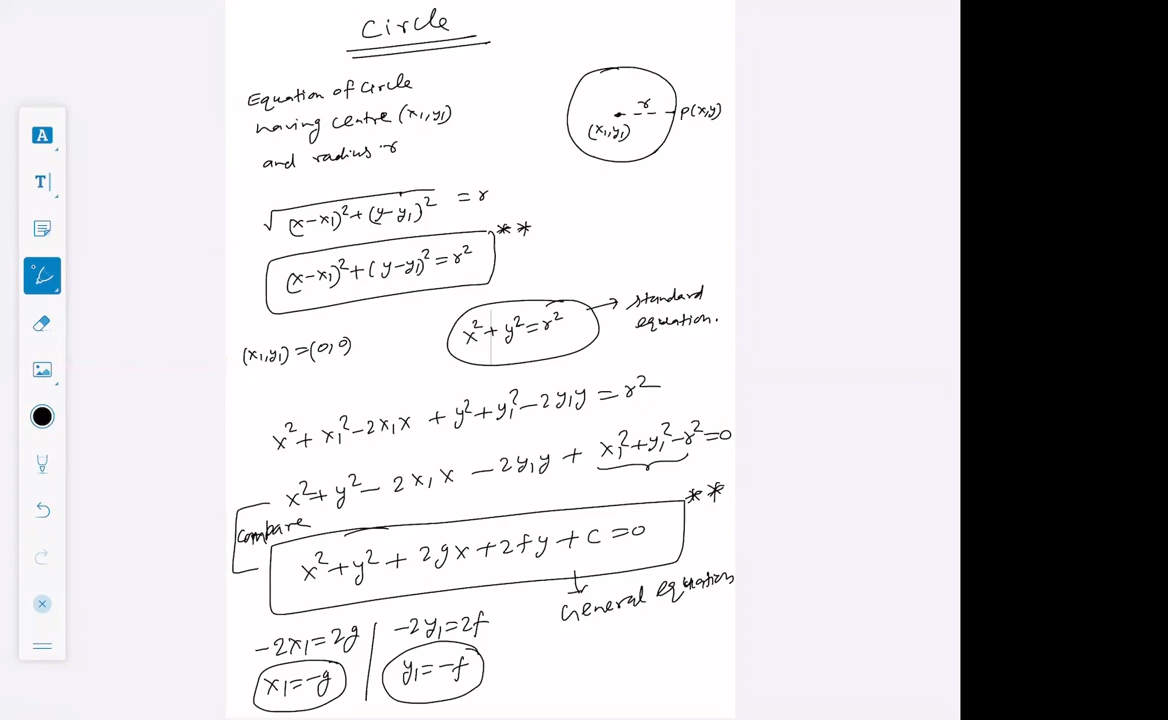 Circle
Equation of circle
having centre (x₁,y₁)
and radius r
r
P(x,y)
(x₁,y₁)
√(x-x₁)²+(y-y₁)² = r
(x-x₁)²+(y-y₁)²=r² **
(x₁,y₁)=(0,0)
x²+y²=r² → standard
equation.
x²+x₁²-2x₁x+y²+y₁²-2y₁y=r²
x²+y²-2x₁x-2y₁y+x₁²+y₁²-r²=0
compare
x²+y²+2gx+2fy+c=0 **
↓
General equation
-2x₁=2g | -2y₁=2f
x₁=-g | y₁=-f
A
T